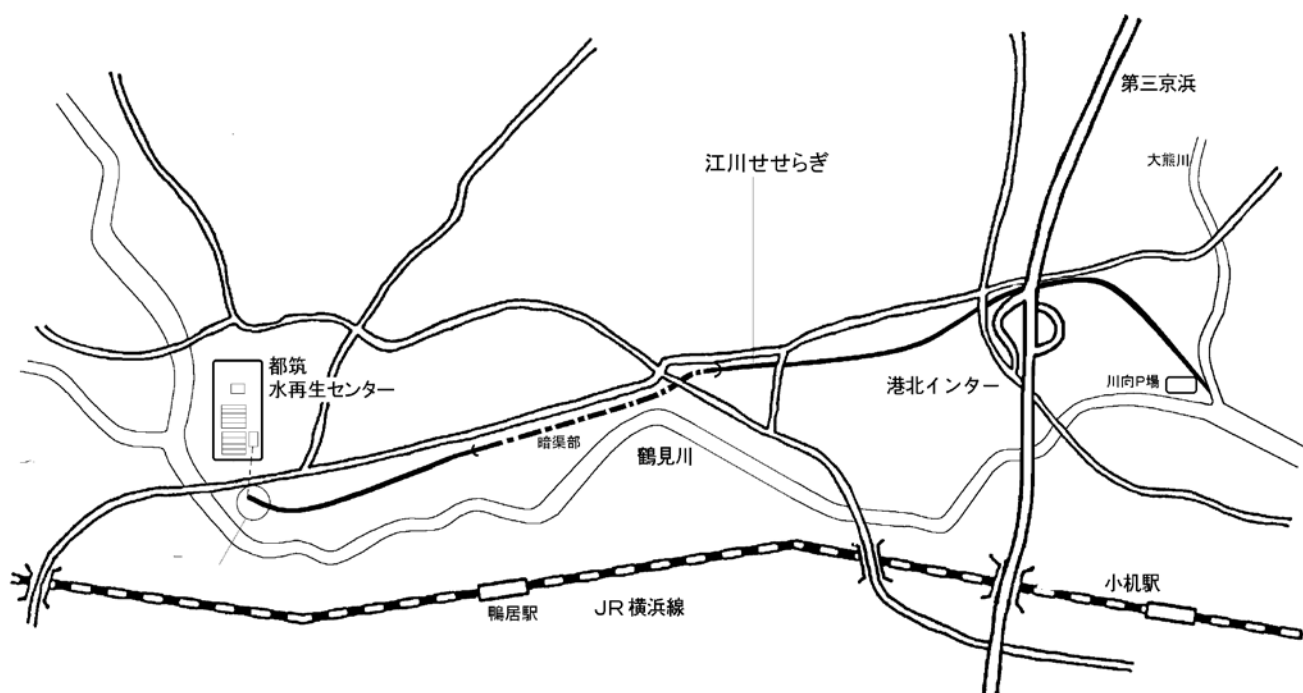 第三京浜
大熊川
江川せせらぎ
都筑
水再生センター
港北インター
川向P場
暗渠部
鶴見川
小机駅
鴨居駅
JR横浜線